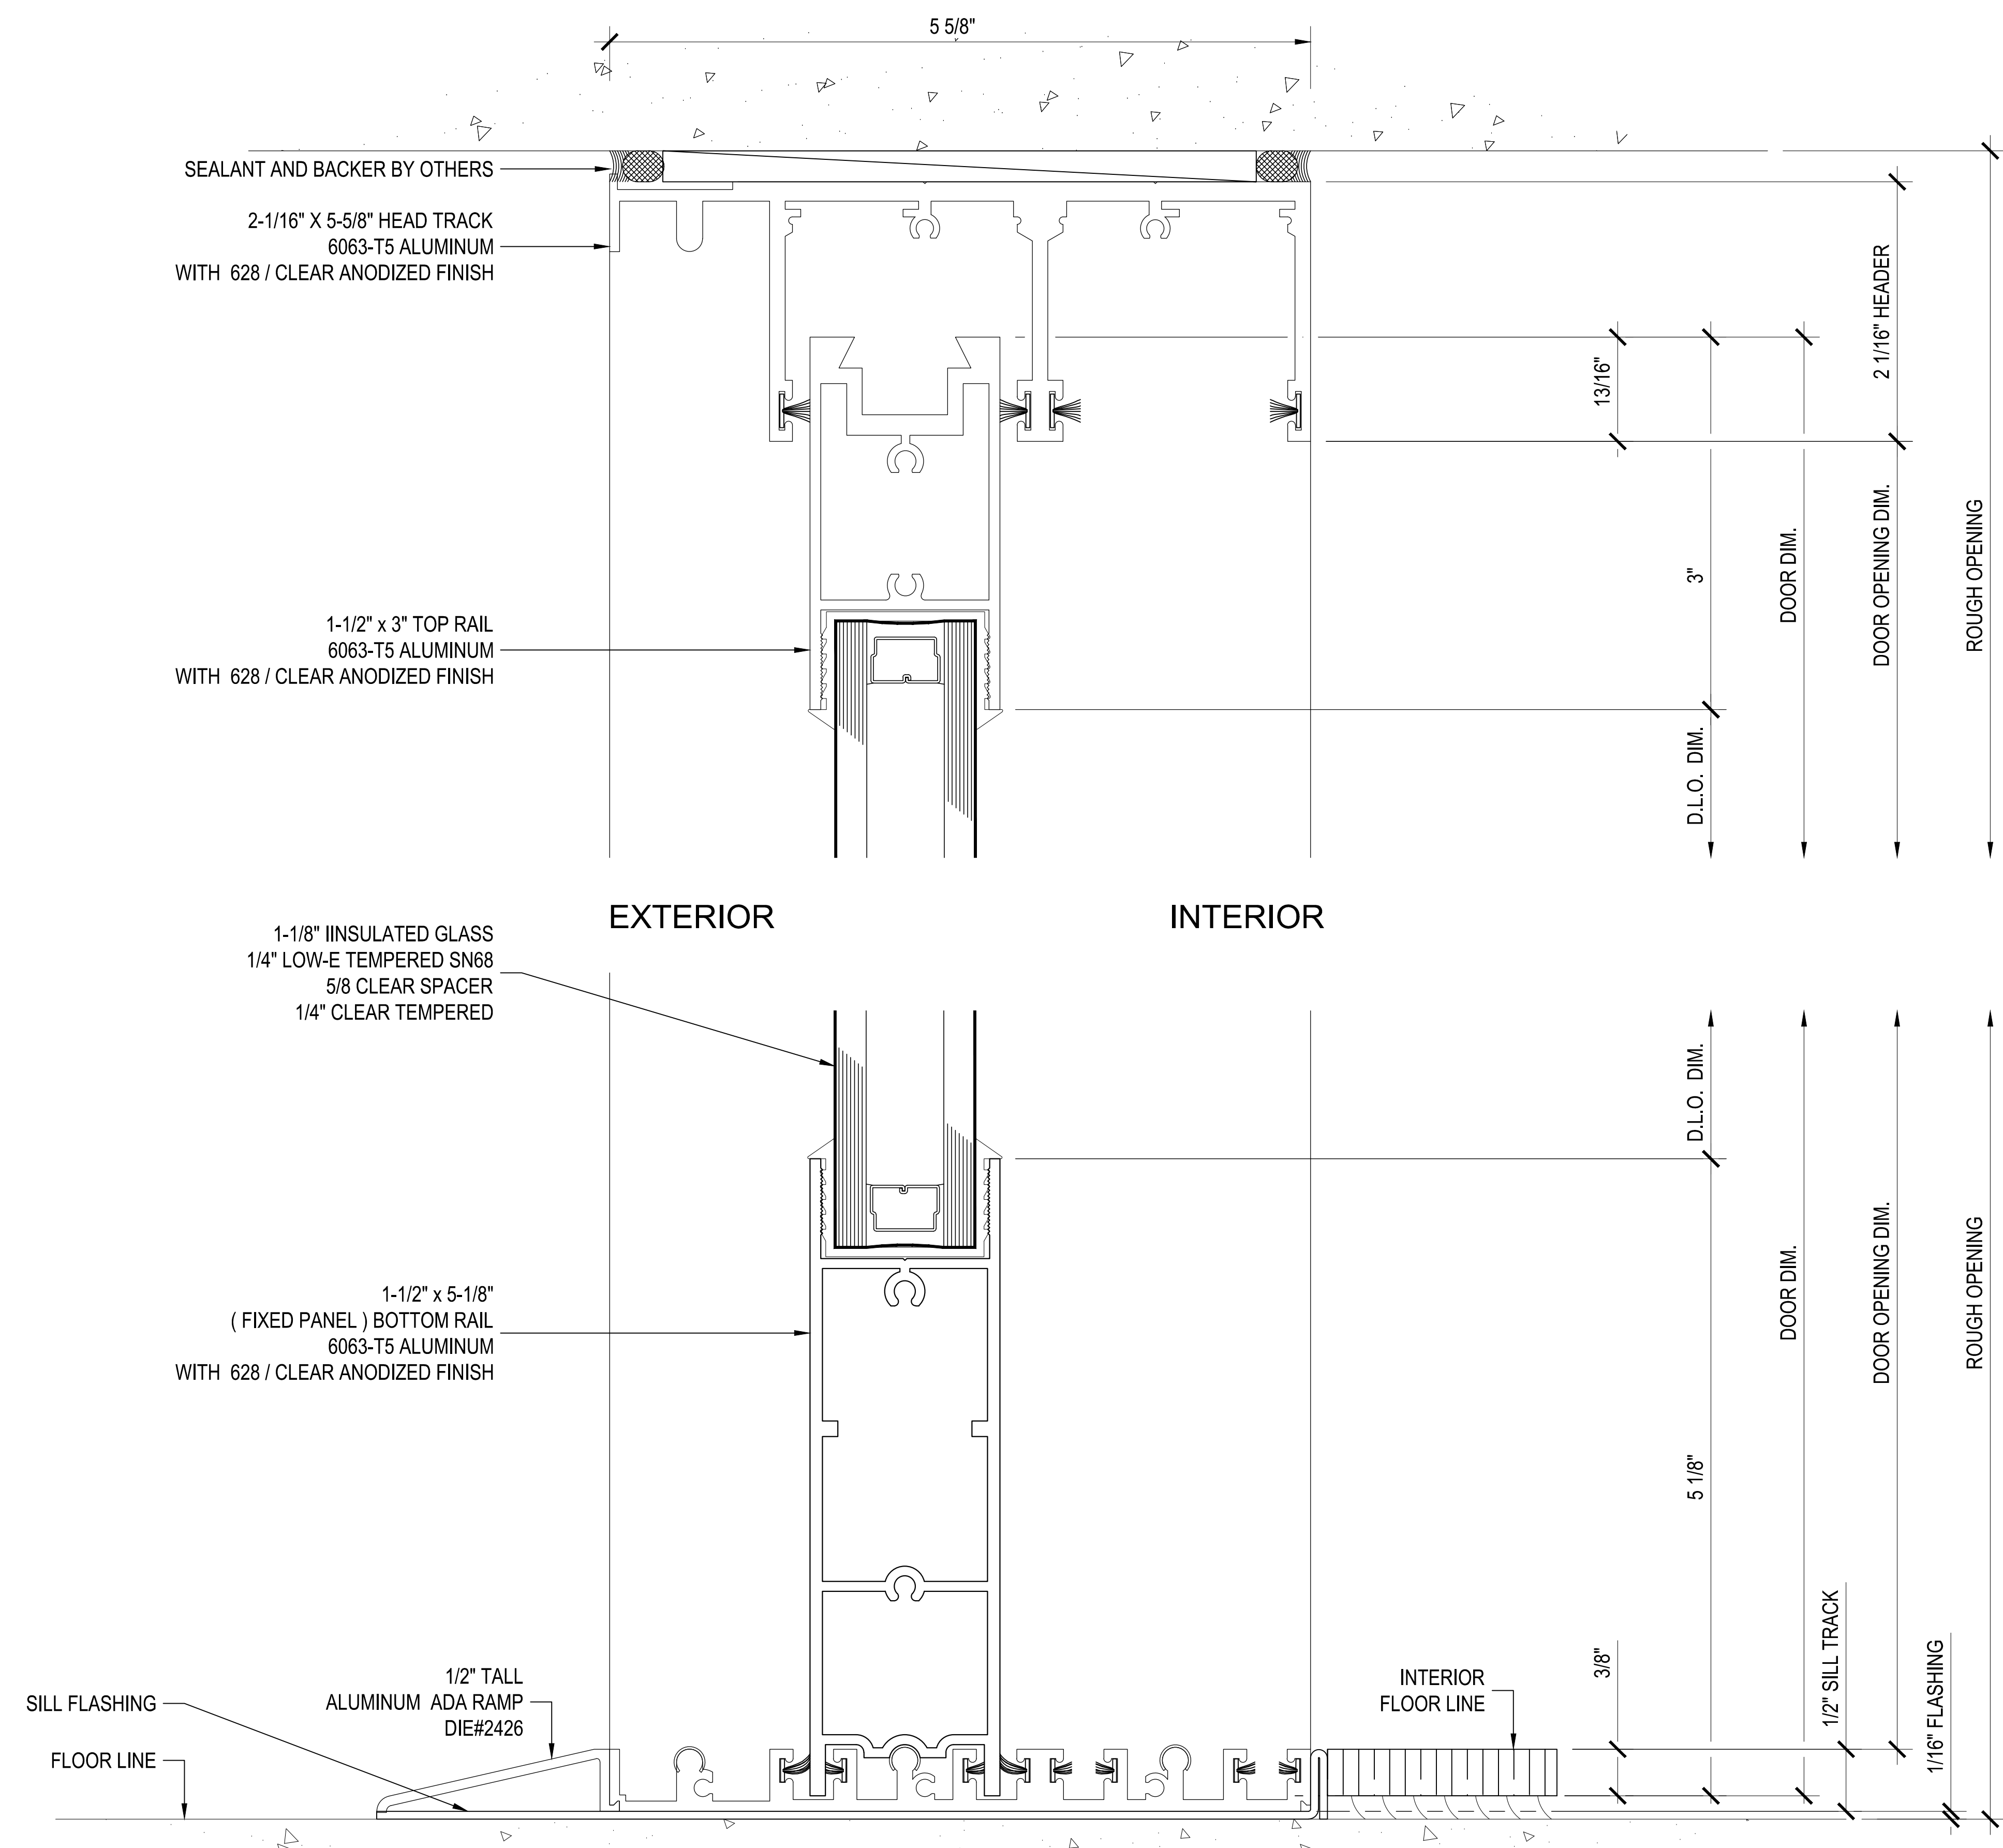 5 5/8"
SEALANT AND BACKER BY OTHERS
2-1/16" X 5-5/8" HEAD TRACK
6063-T5 ALUMINUM
WITH 628 / CLEAR ANODIZED FINISH
13/16"
2 1/16" HEADER
3"
DOOR DIM.
DOOR OPENING DIM.
ROUGH OPENING
1-1/2" x 3" TOP RAIL
6063-T5 ALUMINUM
WITH 628 / CLEAR ANODIZED FINISH
D.L.O. DIM.
EXTERIOR
INTERIOR
1-1/8" IINSULATED GLASS
1/4" LOW-E TEMPERED SN68
5/8 CLEAR SPACER
1/4" CLEAR TEMPERED
D.L.O. DIM.
DOOR DIM.
DOOR OPENING DIM.
ROUGH OPENING
1-1/2" x 5-1/8"
( FIXED PANEL ) BOTTOM RAIL
6063-T5 ALUMINUM
WITH 628 / CLEAR ANODIZED FINISH
5 1/8"
1/2" TALL
ALUMINUM ADA RAMP
DIE#2426
SILL FLASHING
FLOOR LINE
INTERIOR
FLOOR LINE
3/8"
1/2" SILL TRACK
1/16" FLASHING